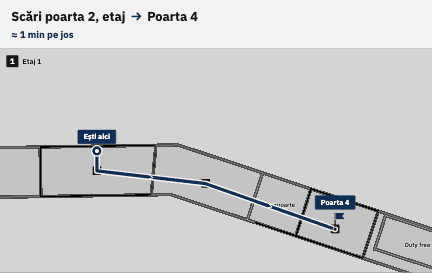 Scări poarta 2, etaj → Poarta 4
≈ 1 min pe jos
1 Etaj 1
Ești aici
Poarta 4
Duty free